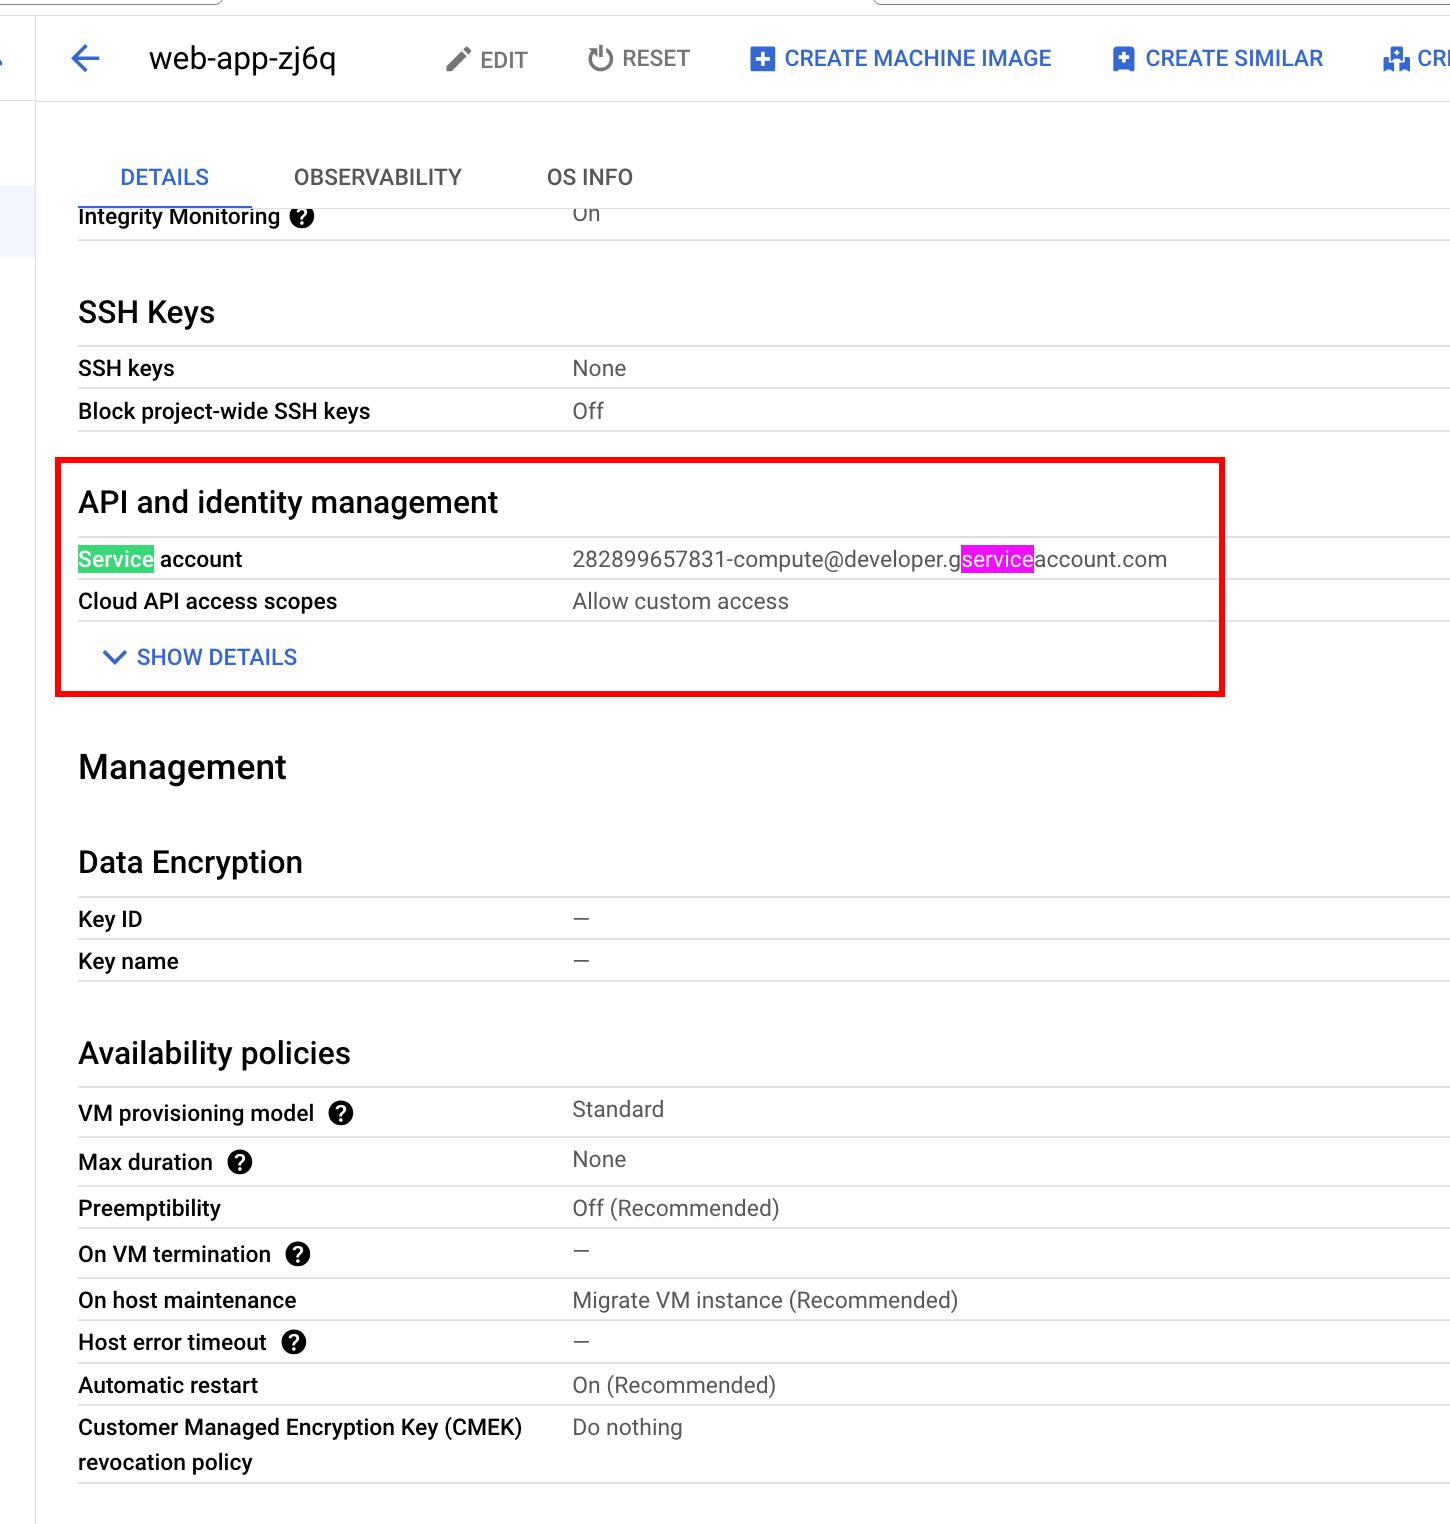 web-app-zj6q EDIT RESET CREATE MACHINE IMAGE CREATE SIMILAR
DETAILS OBSERVABILITY OS INFO
Integrity Monitoring On
SSH Keys
SSH keys None
Block project-wide SSH keys Off
API and identity management
Service account 282899657831-compute@developer.gserviceaccount.com
Cloud API access scopes Allow custom access
SHOW DETAILS
Management
Data Encryption
Key ID —
Key name —
Availability policies
VM provisioning model Standard
Max duration None
Preemptibility Off (Recommended)
On VM termination —
On host maintenance Migrate VM instance (Recommended)
Host error timeout —
Automatic restart On (Recommended)
Customer Managed Encryption Key (CMEK) Do nothing
revocation policy